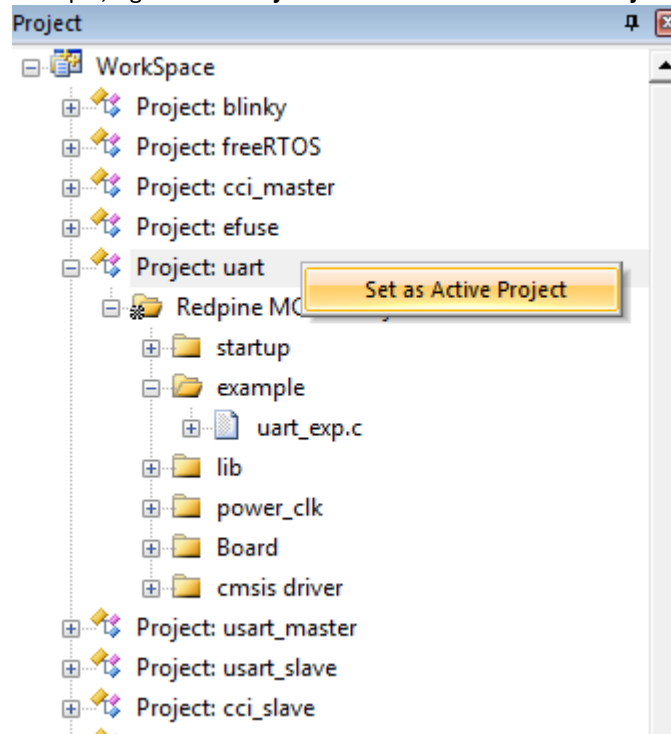 Project
WorkSpace
Project: blinky
Project: freeRTOS
Project: cci_master
Project: efuse
Project: uart
Set as Active Project
Redpine
startup
example
uart_exp.c
lib
power_clk
Board
cmsis driver
Project: usart_master
Project: usart_slave
Project: cci_slave